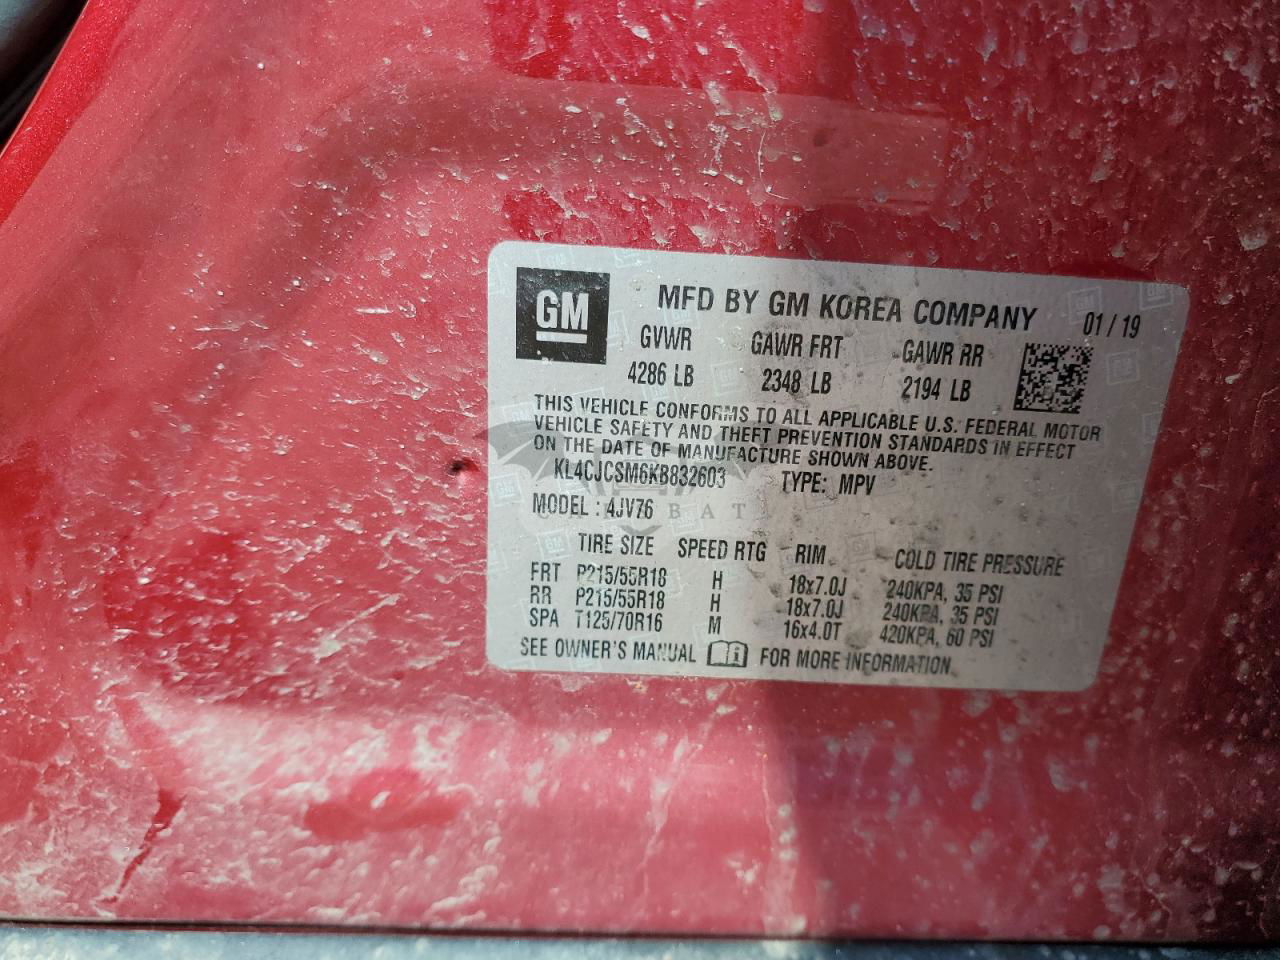 GM MFD BY GM KOREA COMPANY 01 / 19
GVWR GAWR FRT GAWR RR
4286 LB 2348 LB 2194 LB
THIS VEHICLE CONFORMS TO ALL APPLICABLE U.S. FEDERAL MOTOR
VEHICLE SAFETY AND THEFT PREVENTION STANDARDS IN EFFECT
ON THE DATE OF MANUFACTURE SHOWN ABOVE.
KL4CJCSM6KB832603 TYPE: MPV
MODEL : 4JV76
TIRE SIZE SPEED RTG RIM COLD TIRE PRESSURE
FRT P215/55R18 H 18x7.0J 240KPA, 35 PSI
RR P215/55R18 H 18x7.0J 240KPA, 35 PSI
SPA T125/70R16 M 16x4.0T 420KPA, 60 PSI
SEE OWNER'S MANUAL FOR MORE INFORMATION